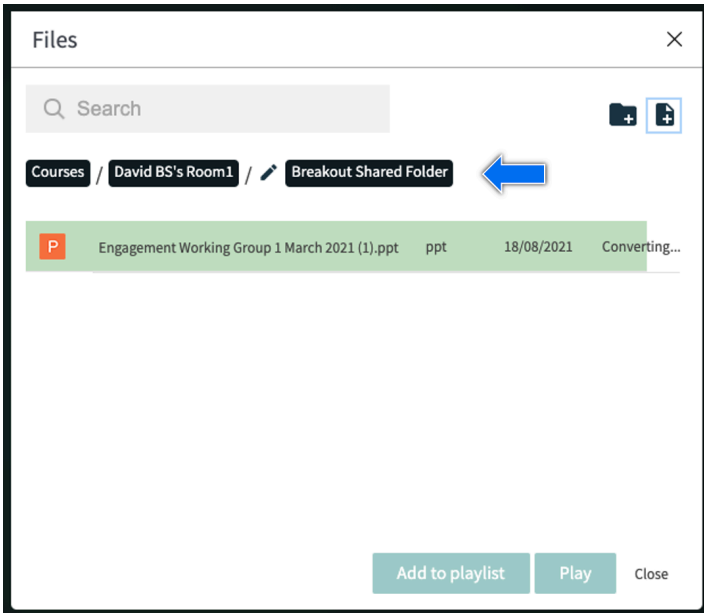 Files
Search
Courses / David BS's Room1 / Breakout Shared Folder
P Engagement Working Group 1 March 2021 (1).ppt ppt 18/08/2021 Converting...
Add to playlist Play Close